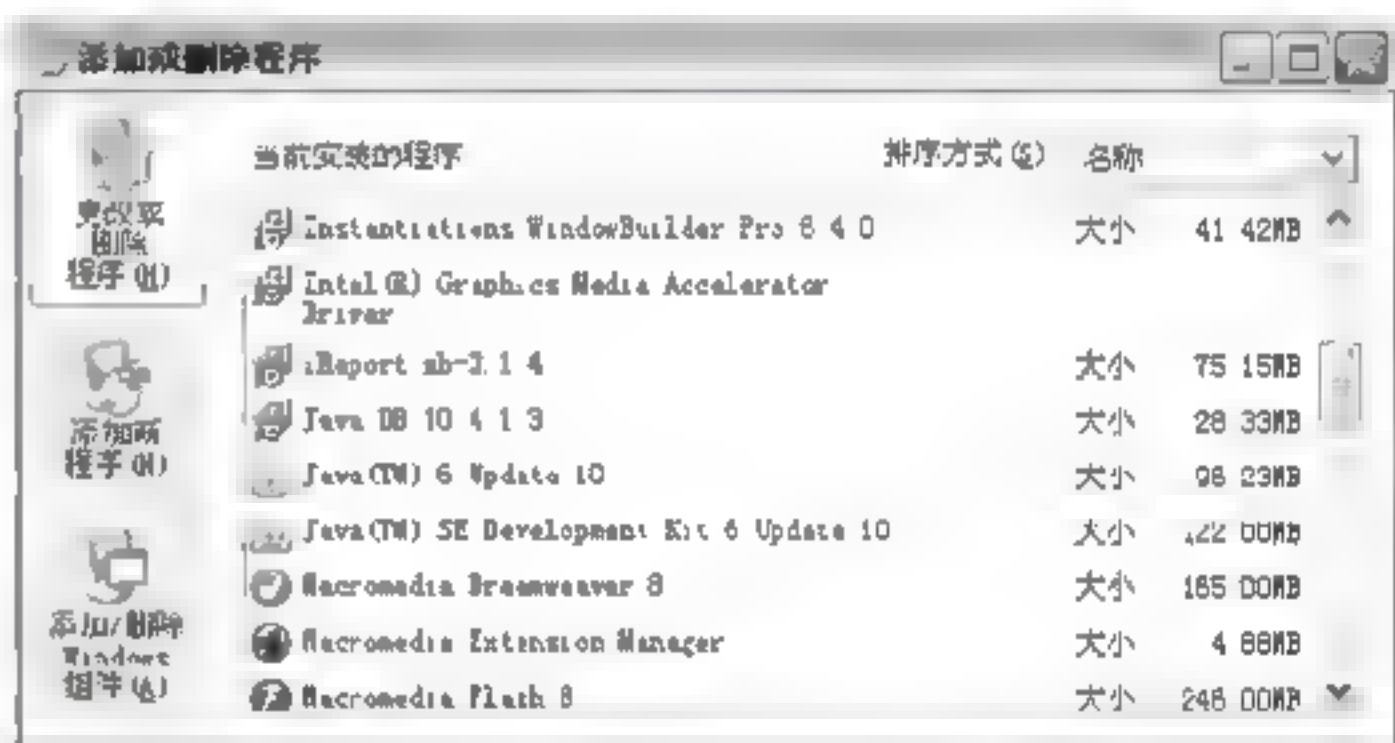 添加或删除程序
当前安装的程序 排序方式(S) 名称
更改或
删除
程序(H)
Instantiations WindowBuilder Pro 6.4.0 大小 41.42MB
Intel(R) Graphics Media Accelerator
Driver
iReport nb-3.1.4 大小 75.15MB
Java DB 10.4.1.3 大小 28.33MB
Java(TM) 6 Update 10 大小 96.23MB
Java(TM) SE Development Kit 6 Update 10 大小 122.00MB
Macromedia Dreamweaver 8 大小 165.00MB
Macromedia Extension Manager 大小 4.88MB
Macromedia Flash 8 大小 246.00MB
添加新
程序(N)
添加/删除
Windows
组件(A)